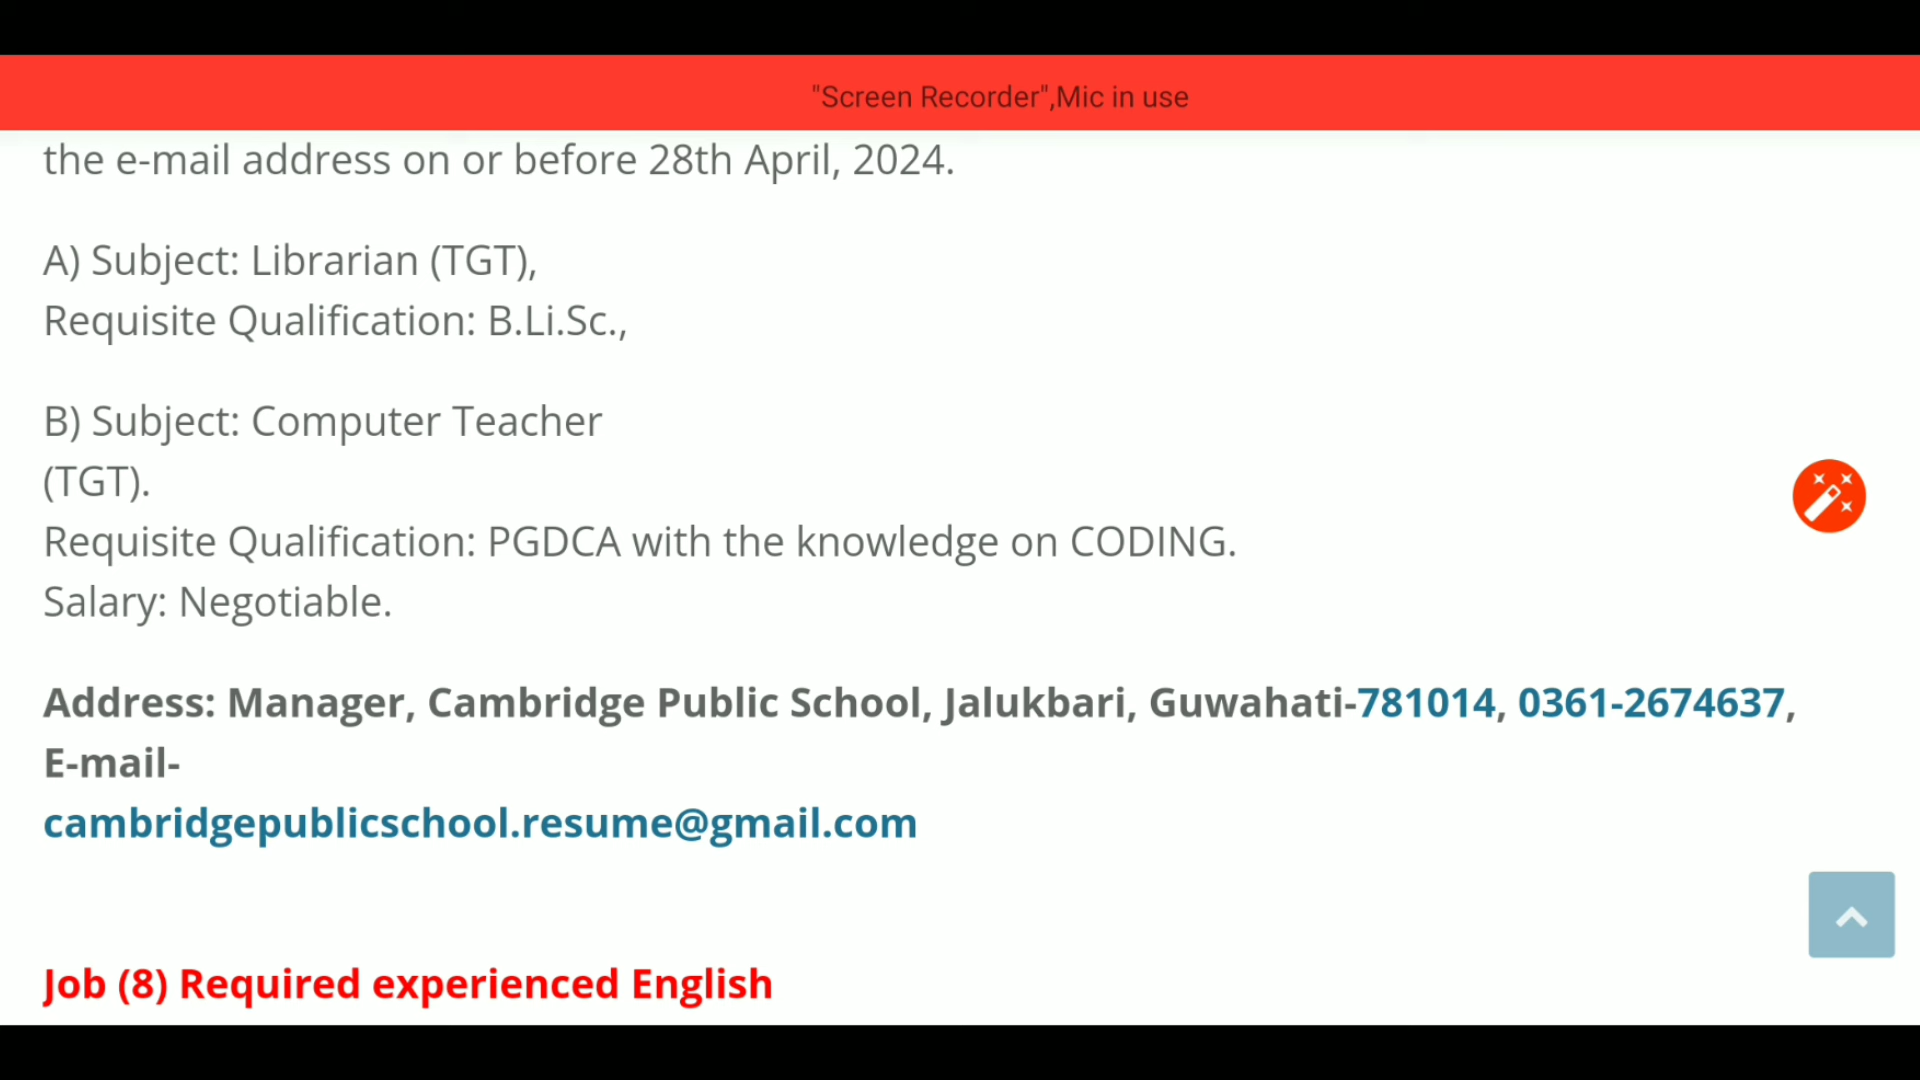 "Screen Recorder",Mic in use
the e-mail address on or before 28th April, 2024.
A) Subject: Librarian (TGT),
Requisite Qualification: B.Li.Sc.,
B) Subject: Computer Teacher
(TGT).
Requisite Qualification: PGDCA with the knowledge on CODING.
Salary: Negotiable.
Address: Manager, Cambridge Public School, Jalukbari, Guwahati-781014, 0361-2674637,
E-mail-
cambridgepublicschool.resume@gmail.com
Job (8) Required experienced English